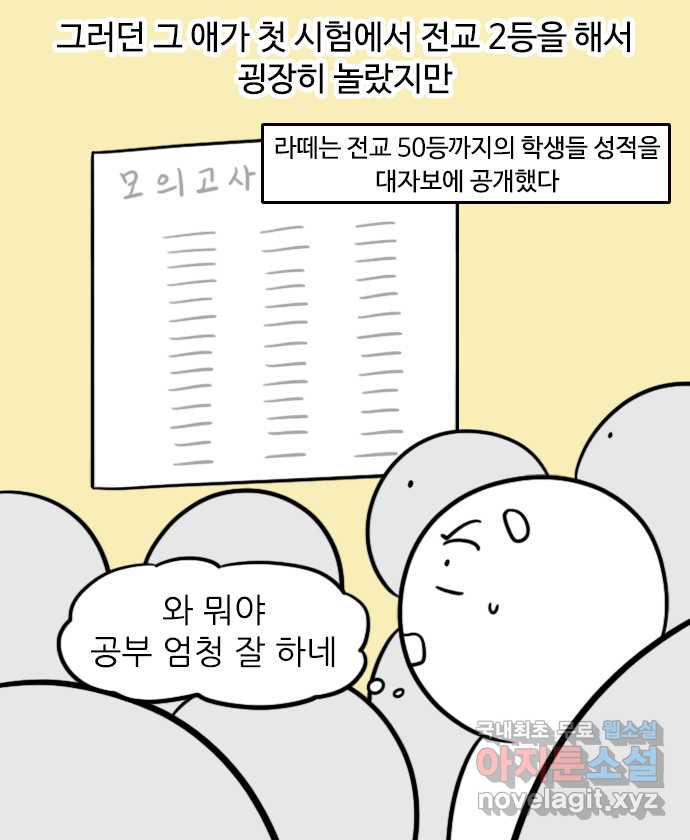 그러던 그 애가 첫 시험에서 전교 2등을 해서
굉장히 놀랐지만
라떼는 전교 50등까지의 학생들 성적을
대자보에 공개했다
모의고사
와 뭐야
공부 엄청 잘 하네
국내최초 무료 웹소설
아지툰소설
novelagit.xyz